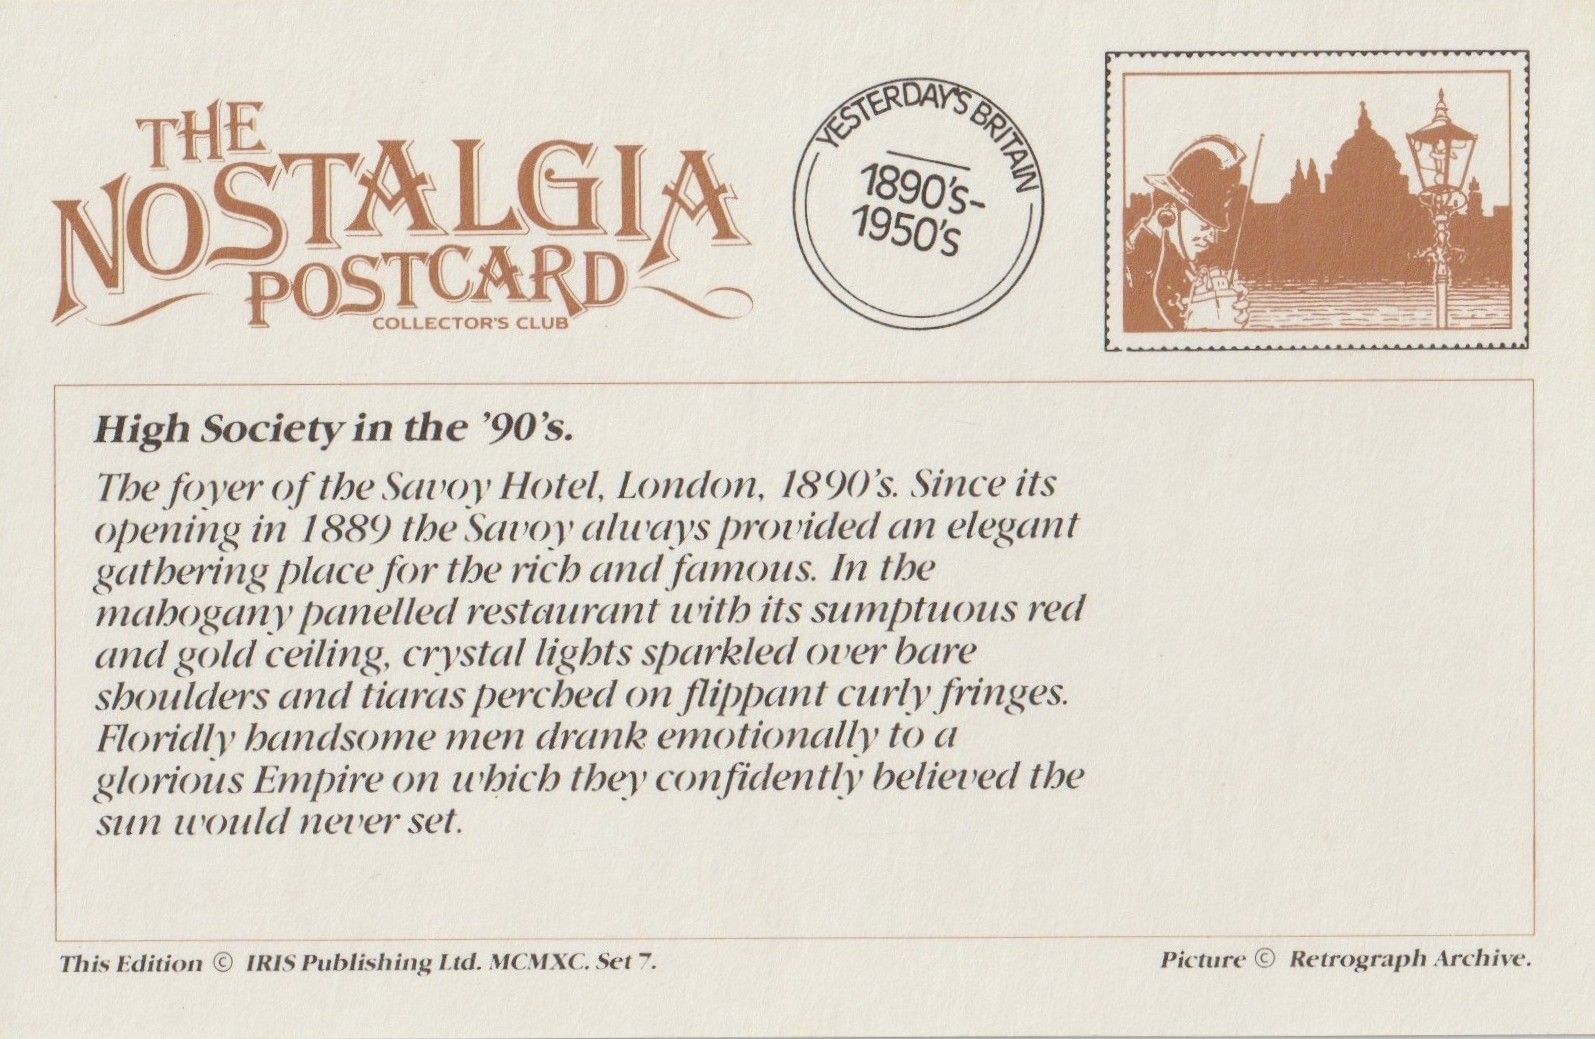 THE
NOSTALGIA
POSTCARD
COLLECTOR'S CLUB
YESTERDAY'S BRITAIN
1890's-
1950's
High Society in the '90's.
The foyer of the Savoy Hotel, London, 1890's. Since its
opening in 1889 the Savoy always provided an elegant
gathering place for the rich and famous. In the
mahogany panelled restaurant with its sumptuous red
and gold ceiling, crystal lights sparkled over bare
shoulders and tiaras perched on flippant curly fringes.
Floridly handsome men drank emotionally to a
glorious Empire on which they confidently believed the
sun would never set.
This Edition © IRIS Publishing Ltd. MCMXC. Set 7.
Picture © Retrograph Archive.